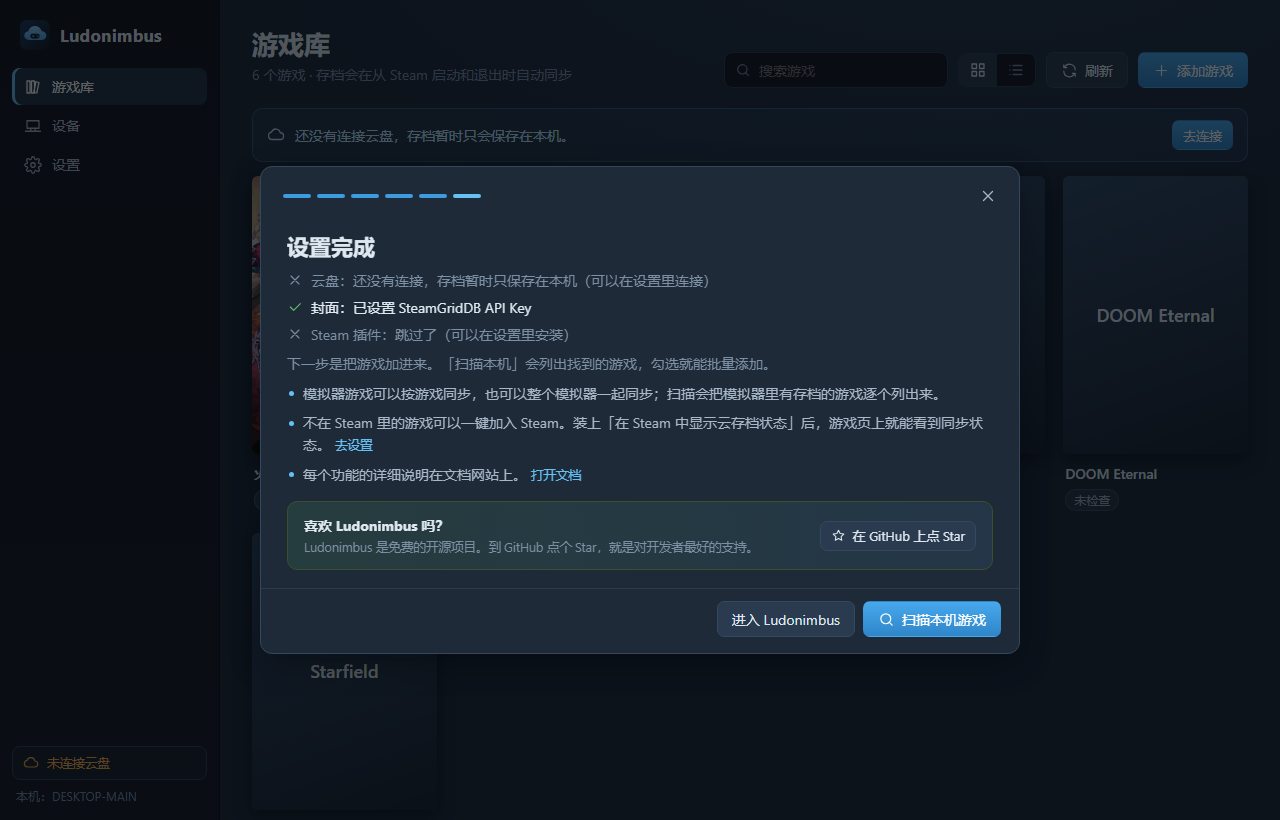 Ludonimbus
游戏库
设备
设置
未连接云盘
本机：DESKTOP-MAIN
游戏库
6 个游戏 · 存档会在从 Steam 启动和退出时自动同步
搜索游戏
刷新
添加游戏
还没有连接云盘，存档暂时只会保存在本机。
去连接
设置完成
云盘：还没有连接，存档暂时只保存在本机（可以在设置里连接）
封面：已设置 SteamGridDB API Key
Steam 插件：跳过了（可以在设置里安装）
下一步是把游戏加进来。「扫描本机」会列出找到的游戏，勾选就能批量添加。
模拟器游戏可以按游戏同步，也可以整个模拟器一起同步；扫描会把模拟器里有存档的游戏逐个列出来。
不在 Steam 里的游戏可以一键加入 Steam。装上「在 Steam 中显示云存档状态」后，游戏页上就能看到同步状
态。 去设置
每个功能的详细说明在文档网站上。 打开文档
喜欢 Ludonimbus 吗？
Ludonimbus 是免费的开源项目。到 GitHub 点个 Star，就是对开发者最好的支持。
在 GitHub 上点 Star
进入 Ludonimbus
扫描本机游戏
DOOM Eternal
DOOM Eternal
未检查
Starfield